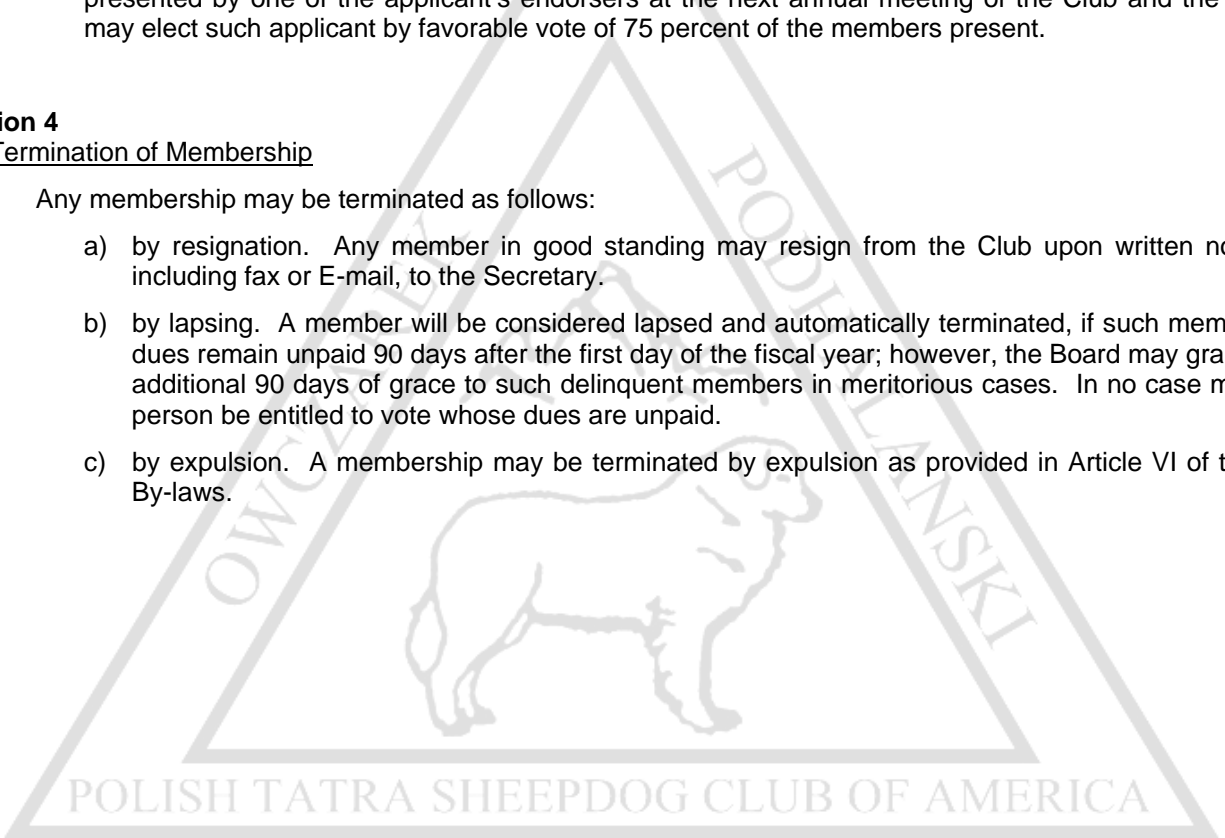 presented by one of the applicant's endorsers at the next annual meeting of the Club and the
may elect such applicant by favorable vote of 75 percent of the members present.
ion 4
Termination of Membership
Any membership may be terminated as follows:
a) by resignation. Any member in good standing may resign from the Club upon written no
including fax or E-mail, to the Secretary.
b) by lapsing. A member will be considered lapsed and automatically terminated, if such mem
dues remain unpaid 90 days after the first day of the fiscal year; however, the Board may gra
additional 90 days of grace to such delinquent members in meritorious cases. In no case m
person be entitled to vote whose dues are unpaid.
c) by expulsion. A membership may be terminated by expulsion as provided in Article VI of t
By-laws.
OWCZAREK
PODHALANSKI
POLISH TATRA SHEEPDOG CLUB OF AMERICA